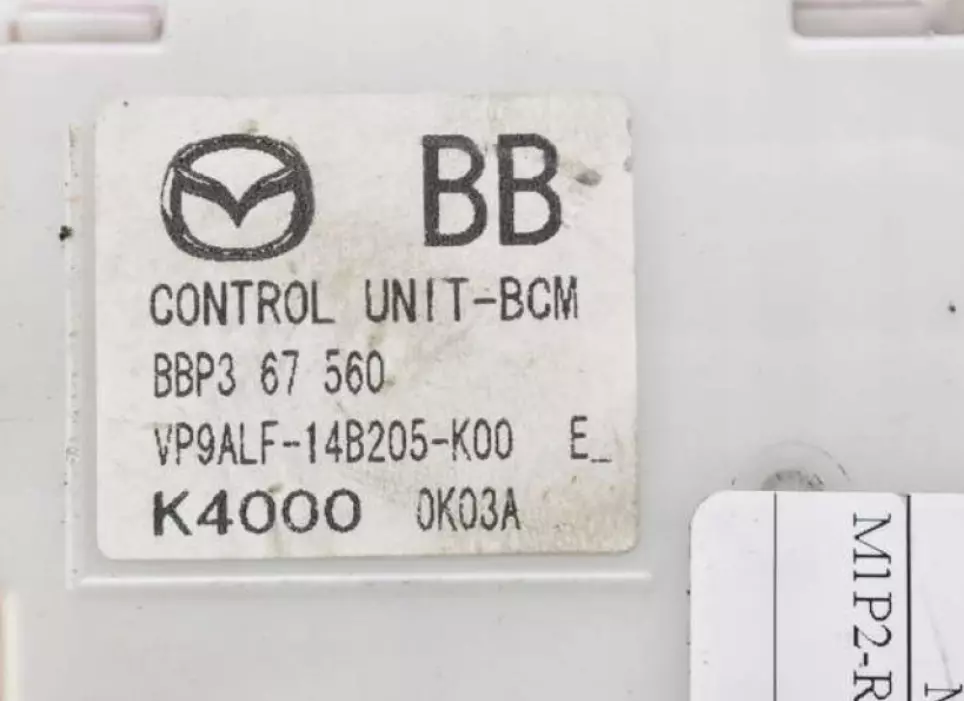 BB
CONTROL UNIT-BCM
BBP3 67 560
VP9ALF-14B205-K00 E_
K4000 0K03A
M1P2-R